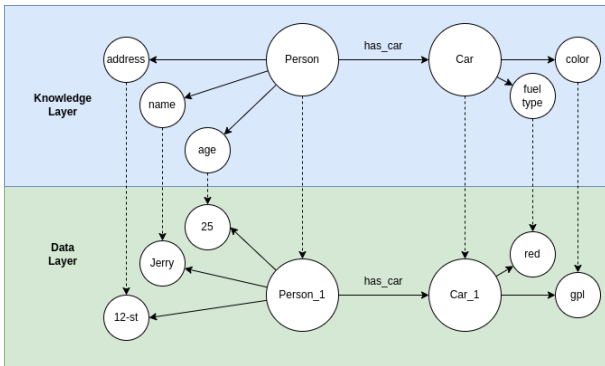 Person
has_car
Car
address
color
Knowledge
Layer
name
fuel
type
age
25
Data
Layer
Jerry
red
Person_1
has_car
Car_1
gpl
12-st